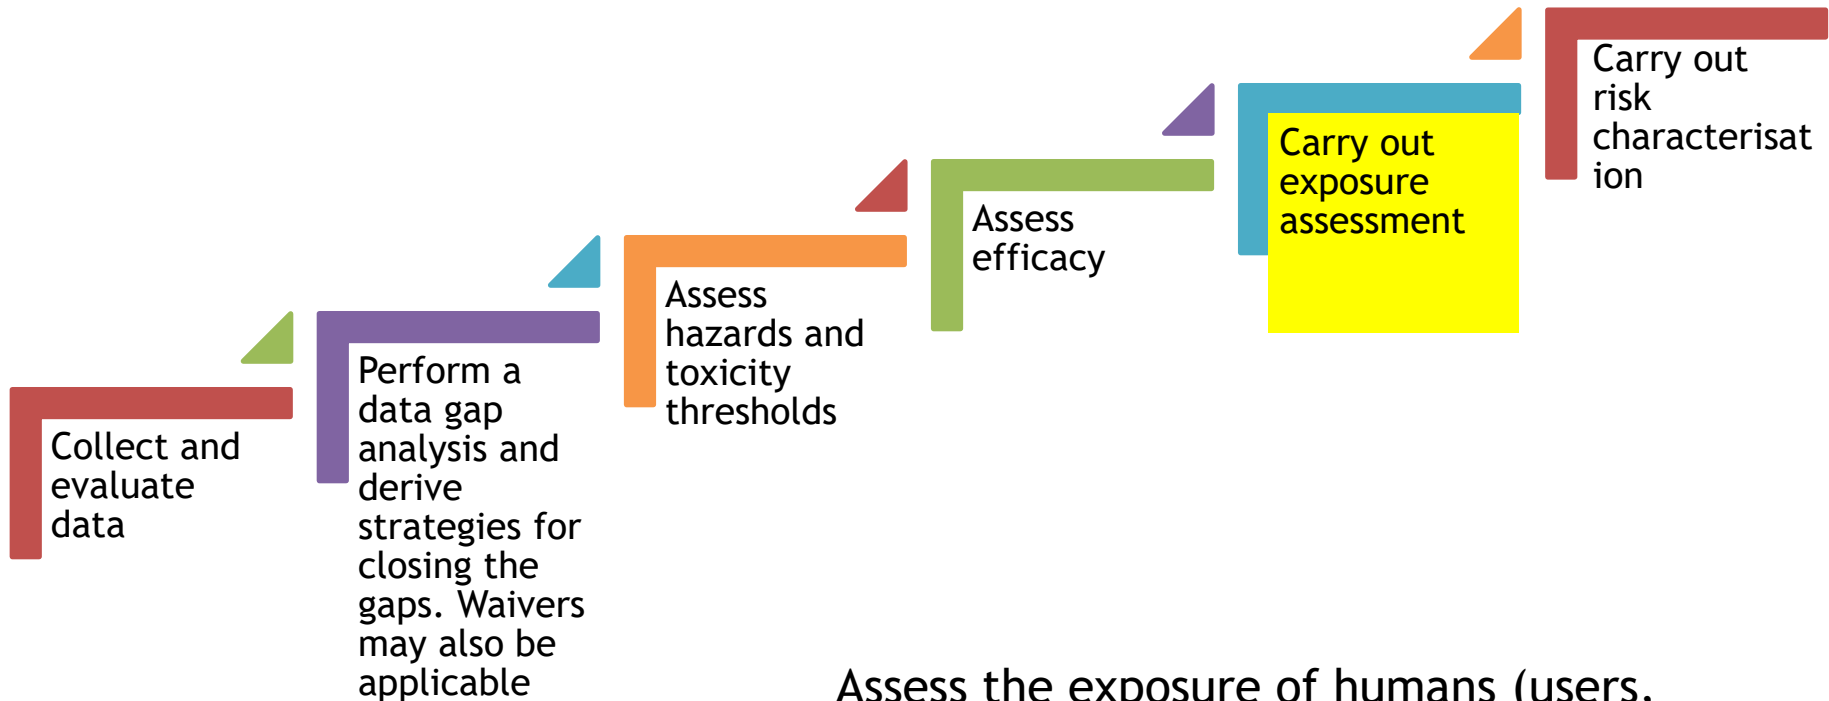 Collect and
evaluate
data
Perform a
data gap
analysis and
derive
strategies for
closing the
gaps. Waivers
may also be
applicable
Assess
hazards and
toxicity
thresholds
Assess
efficacy
Carry out
exposure
assessment
Carry out
risk
characterisat
ion
Assess the exposure of humans (users,